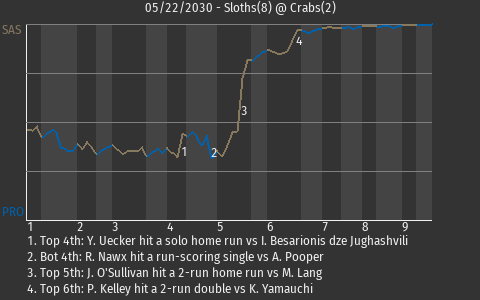 05/22/2030 - Sloths(8) @ Crabs(2)
SAS
4
3
1
2
PRO
1 2 3 4 5 6 7 8 9
1. Top 4th: Y. Uecker hit a solo home run vs I. Besarionis dze Jughashvili
2. Bot 4th: R. Nawx hit a run-scoring single vs A. Pooper
3. Top 5th: J. O'Sullivan hit a 2-run home run vs M. Lang
4. Top 6th: P. Kelley hit a 2-run double vs K. Yamauchi